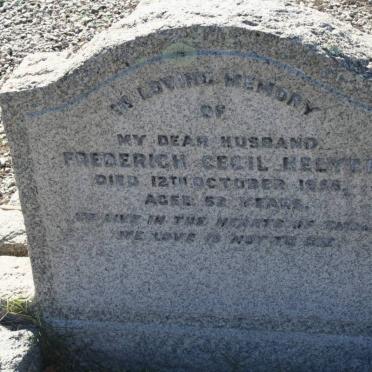 IN LOVING MEMORY
OF
MY DEAR HUSBAND
FREDERICH CECIL
DIED 12TH OCTOBER
AGED 52 YEARS.
LIVE IN THE HEARTS OF THOSE
WE LOVE IS NOT TO DIE